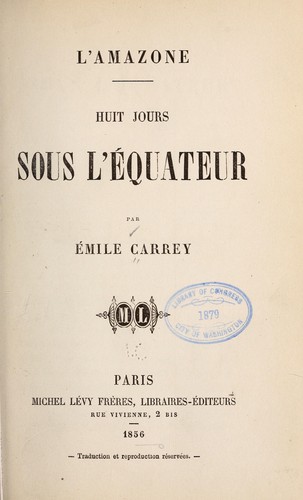 L'AMAZONE
HUIT JOURS
SOUS L'ÉQUATEUR
PAR
ÉMILE CARREY
ML
LIBRARY OF CONGRESS
1879
CITY OF WASHINGTON
PARIS
MICHEL LÉVY FRÈRES, LIBRAIRES-ÉDITEURS
RUE VIVIENNE, 2 BIS
1856
— Traduction et reproduction réservées. —